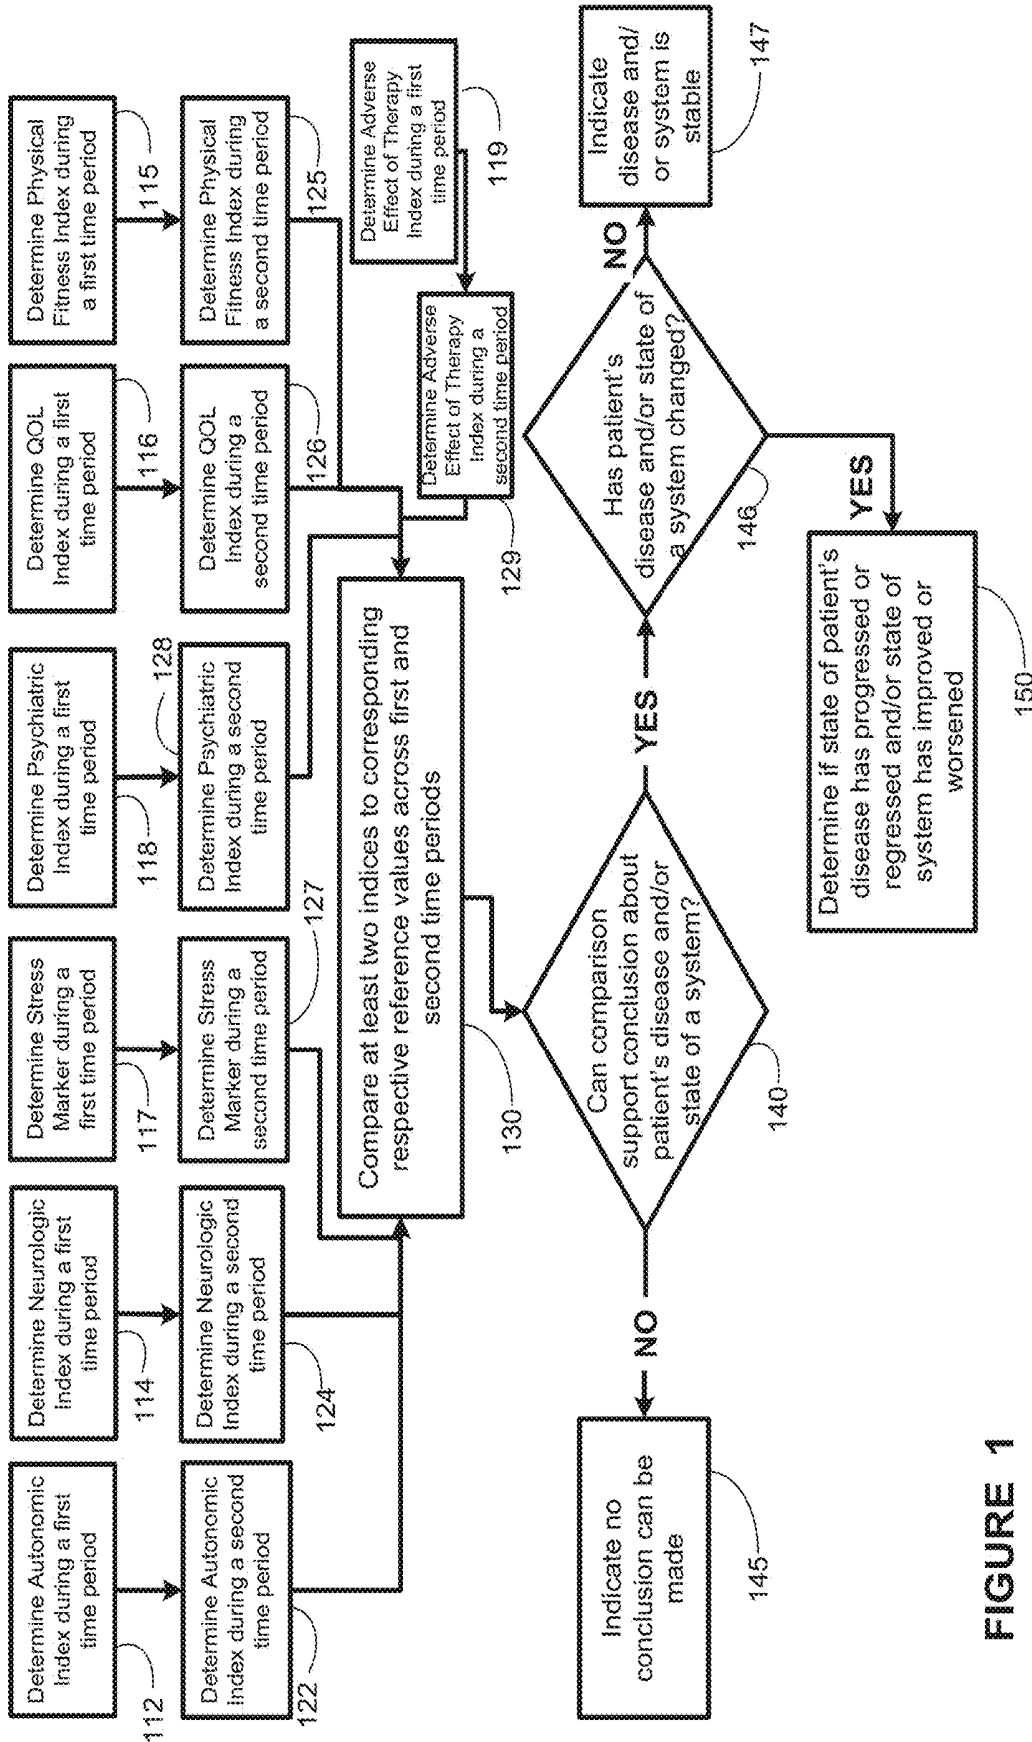 Determine Autonomic
Index during a first
time period
112
Determine Neurologic
Index during a first
time period
114
Determine Stress
Marker during a
first time period
117
Determine Psychiatric
Index during a first
time period
118
Determine QOL
Index during a first
time period
116
Determine Physical
Fitness Index during
a first time period
115
Determine Autonomic
Index during a second
time period
122
Determine Neurologic
Index during a second
time period
124
Determine Stress
Marker during a
second time period
127
Determine Psychiatric
Index during a second
time period
128
Determine QOL
Index during a
second time period
126
Determine Physical
Fitness Index during
a second time period
125
Determine Adverse
Effect of Therapy
Index during a first
time period
119
Determine Adverse
Effect of Therapy
Index during a
second time period
129
Compare at least two indices to corresponding
respective reference values across first and
second time periods
130
Can comparison
support conclusion about
patient's disease and/or
state of a system?
140
NO
Indicate no
conclusion can be
made
145
YES
Has patient's
disease and/or state of
a system changed?
146
NO
Indicate
disease and/
or system is
stable
147
YES
Determine if state of patient's
disease has progressed or
regressed and/or state of
system has improved or
worsened
150
FIGURE 1